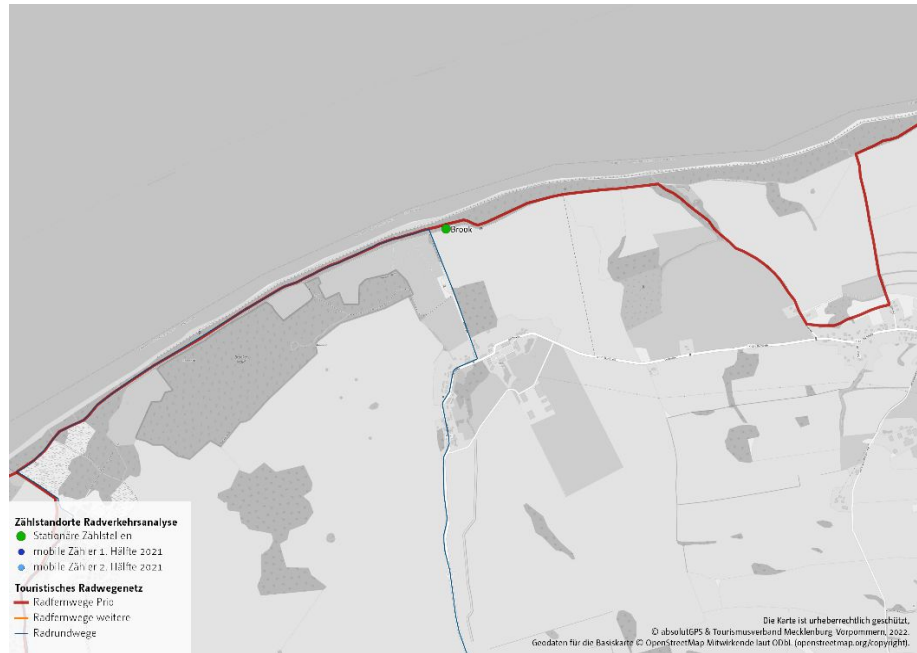 Brook
Zählstandorte Radverkehrsanalyse
Stationäre Zählstellen
mobile Zähler 1. Hälfte 2021
mobile Zähler 2. Hälfte 2021
Touristisches Radwegenetz
Radfernwege Prio
Radfernwege weitere
Radrundwege
Die Karte ist urheberrechtlich geschützt,
© absolutGPS & Tourismusverband Mecklenburg Vorpommern, 2022.
Geodaten für die Basiskarte © OpenStreetMap Mitwirkende laut ODbL (openstreetmap.org/copyright).